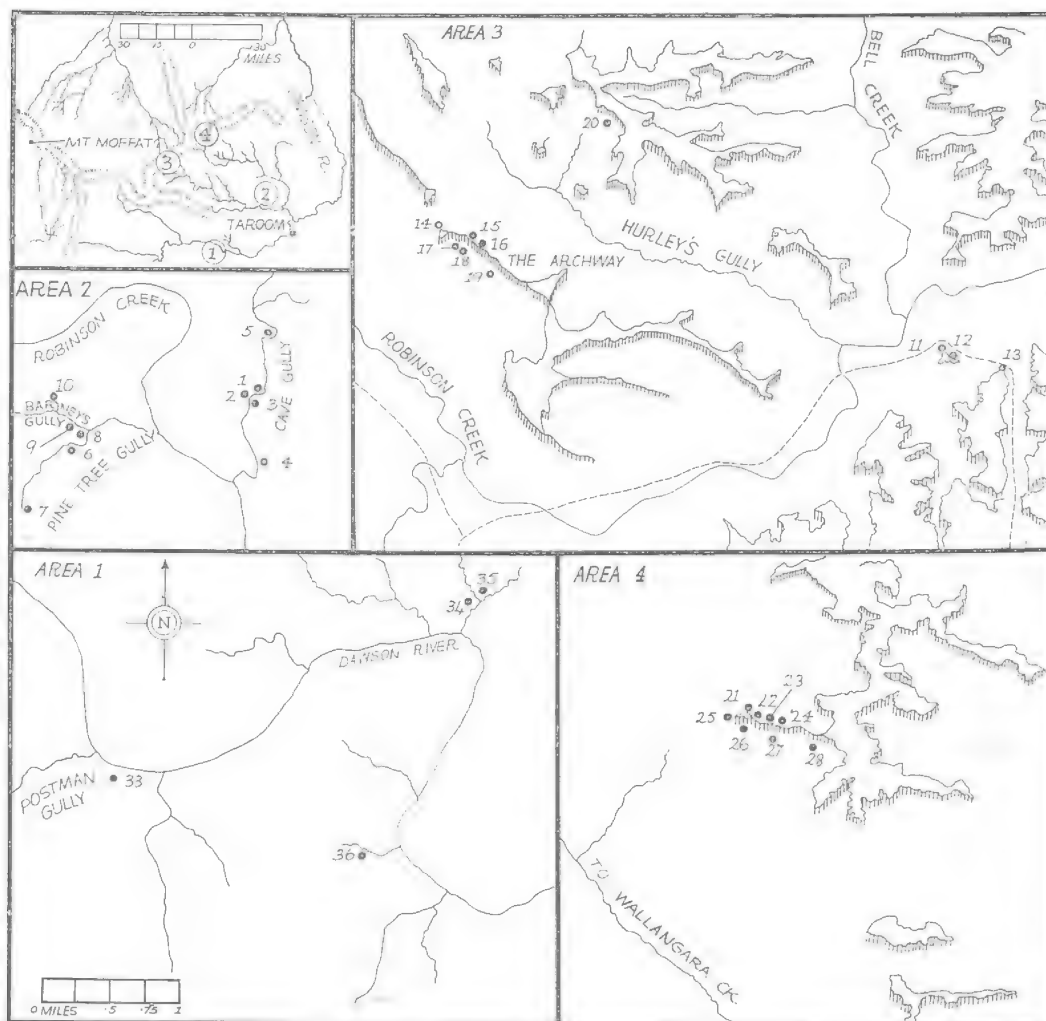 30 15 0 30
MILES
MT MOFFATT
4
3
2
TAROOM
1
AREA 3
BELL CREEK
20
14
15
16
17
18
THE ARCHWAY
19
HURLEY'S GULLY
ROBINSON CREEK
11
12
13
AREA 2
ROBINSON CREEK
5
1
2
3
CAVE GULLY
4
10
BARNEYS
GULLY
8
9
6
PINE TREE GULLY
7
AREA 1
N
35
34
DAWSON RIVER
POSTMAN
GULLY
33
36
0 MILES .5 .75 1
AREA 4
23
21
22
24
25
26
27
28
TO WALLANGARA CK.